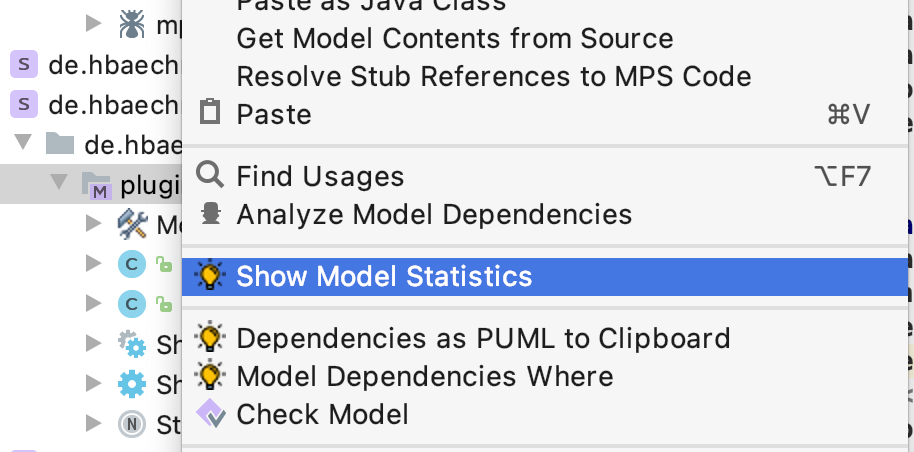 Paste as Java Class
Get Model Contents from Source
Resolve Stub References to MPS Code
Paste ⌘V
Find Usages ⌥F7
Analyze Model Dependencies
Show Model Statistics
Dependencies as PUML to Clipboard
Model Dependencies Where
Check Model
mp
S de.hbaech
S de.hbaech
de.hbae
M plugi
M
C
C
Sh
Sh
N St